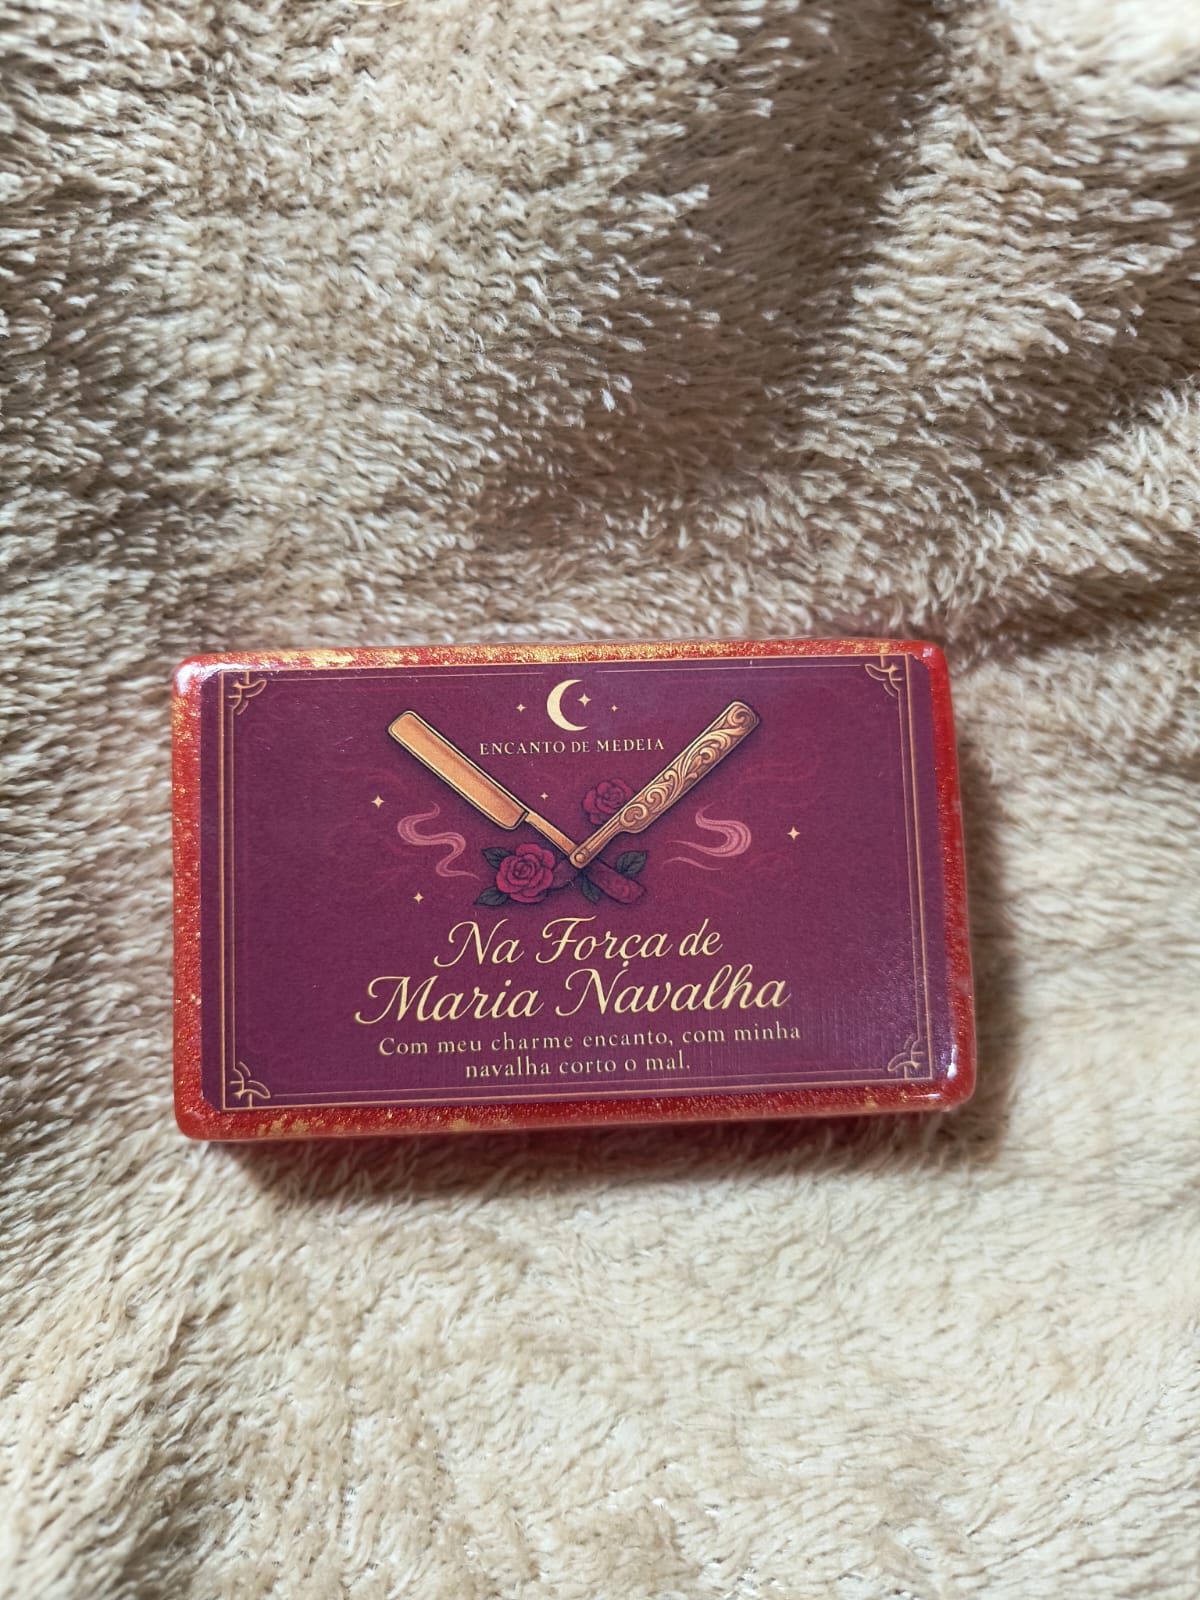 ENCANTO DE MEDEIA
Na Força de
Maria Navalha
Com meu charme encanto, com minha
navalha corto o mal.